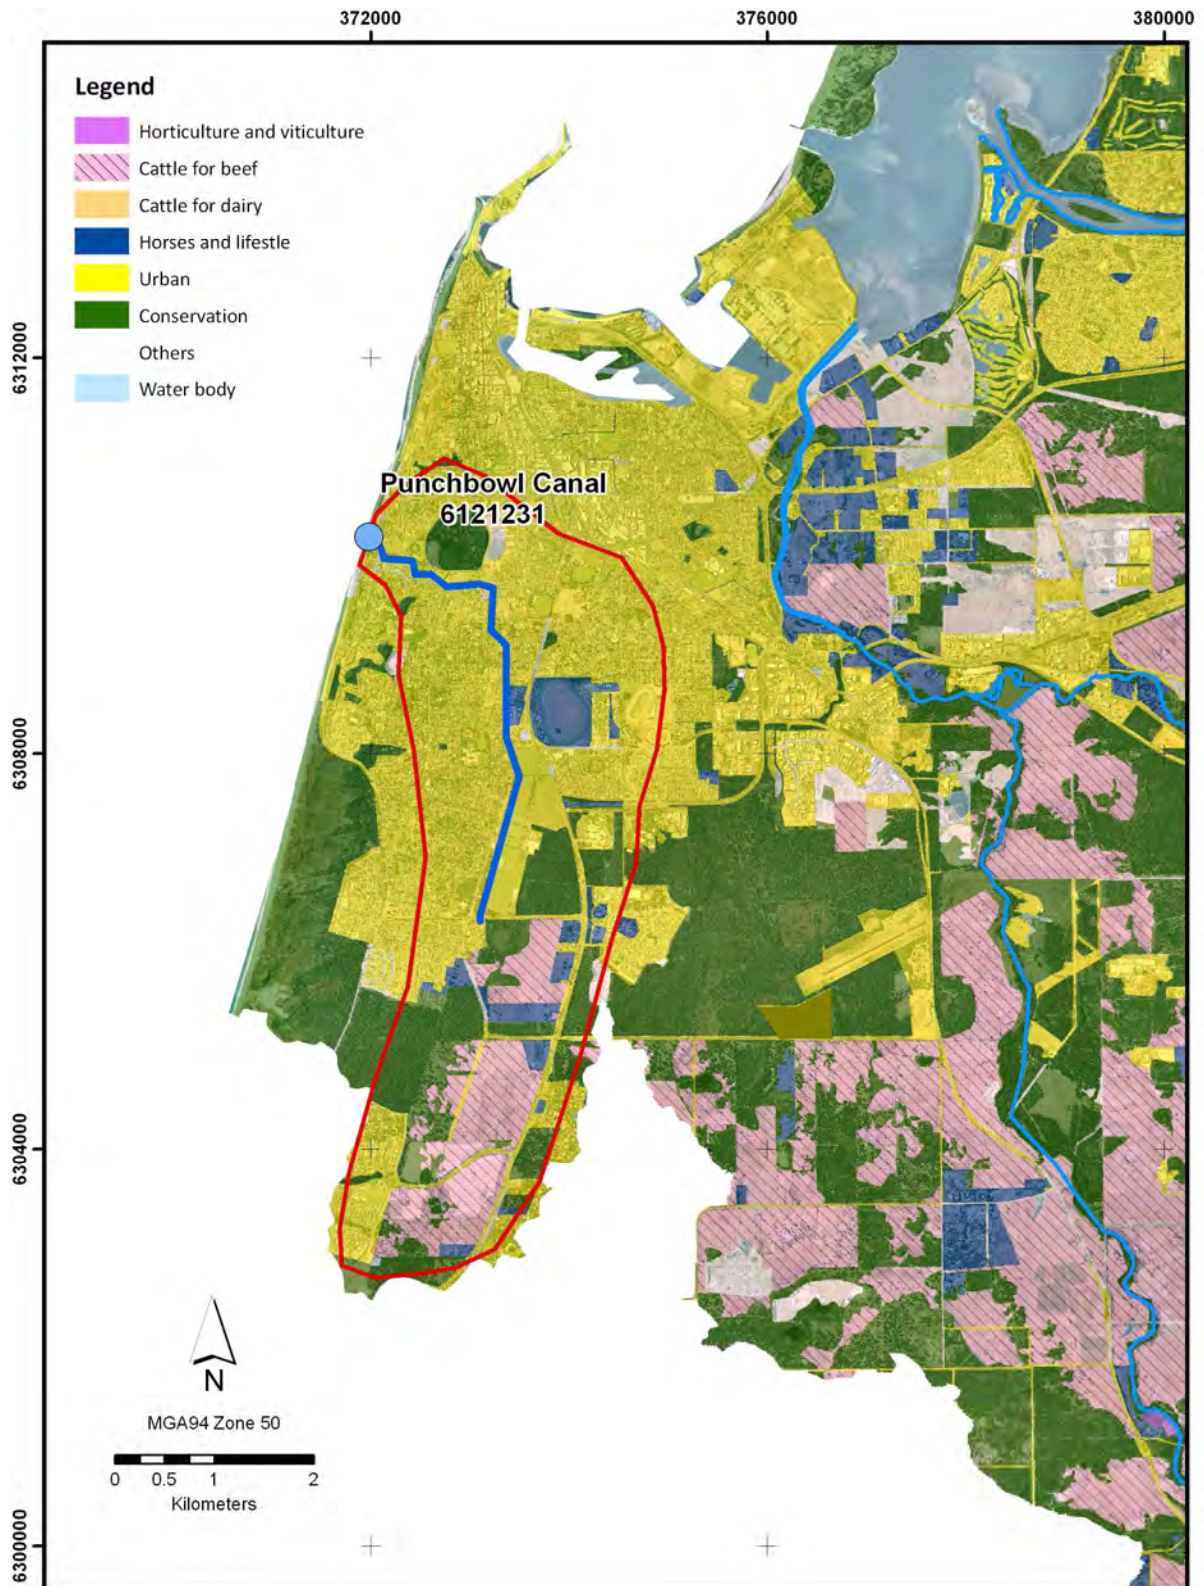 372000
376000
380000
Legend
Horticulture and viticulture
Cattle for beef
Cattle for dairy
Horses and lifestle
Urban
Conservation
Others
Water body
6312000
Punchbowl Canal
6121231
6308000
6304000
N
MGA94 Zone 50
0 0.5 1 2
Kilometers
6300000